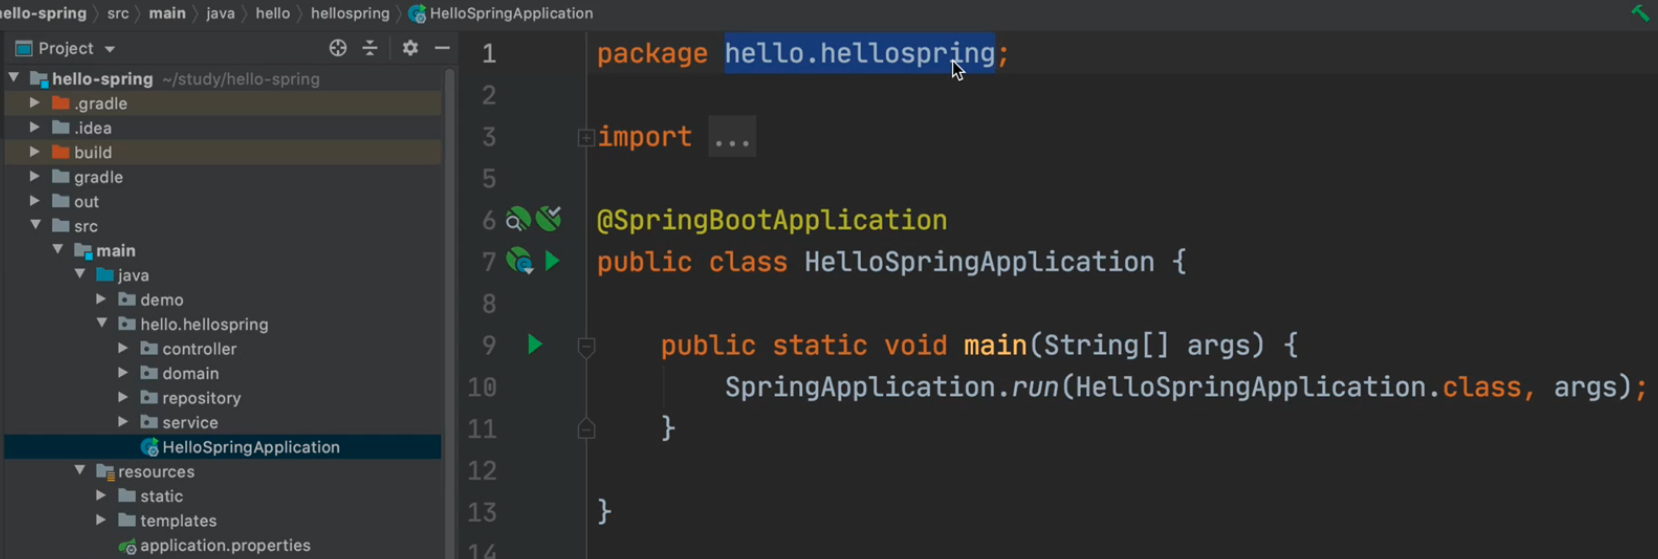 ello-spring src main java hello hellospring HelloSpringApplication
Project
hello-spring ~/study/hello-spring
.gradle
.idea
build
gradle
out
src
main
java
demo
hello.hellospring
controller
domain
repository
service
HelloSpringApplication
resources
static
templates
application.properties
1 package hello.hellospring;
2
3 import ...
5
6 @SpringBootApplication
7 public class HelloSpringApplication {
8
9 public static void main(String[] args) {
10 SpringApplication.run(HelloSpringApplication.class, args);
11 }
12
13 }
14